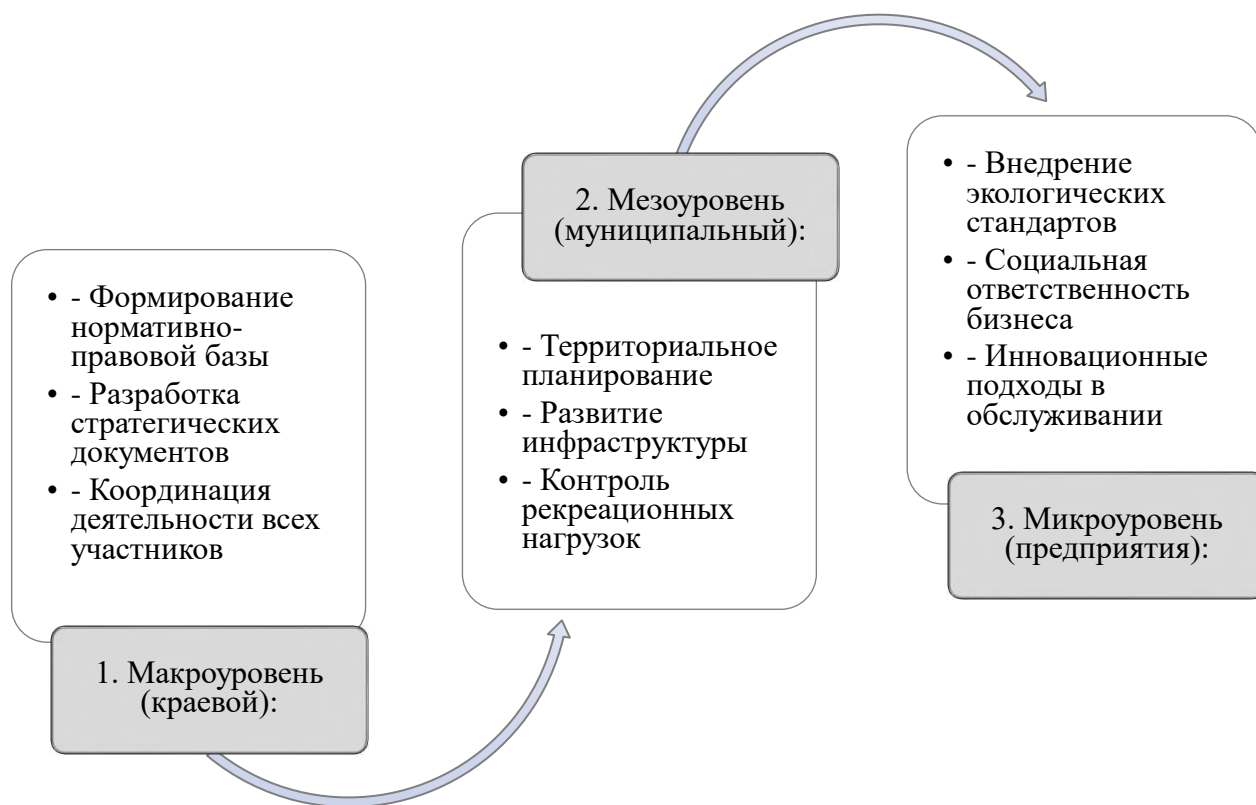 • - Формирование
нормативно-
правовой базы
• - Разработка
стратегических
документов
• - Координация
деятельности всех
участников
1. Макроуровень
(краевой):
2. Мезоуровень
(муниципальный):
• - Территориальное
планирование
• - Развитие
инфраструктуры
• - Контроль
рекреационных
нагрузок
• - Внедрение
экологических
стандартов
• - Социальная
ответственность
бизнеса
• - Инновационные
подходы в
обслуживании
3. Микроуровень
(предприятия):